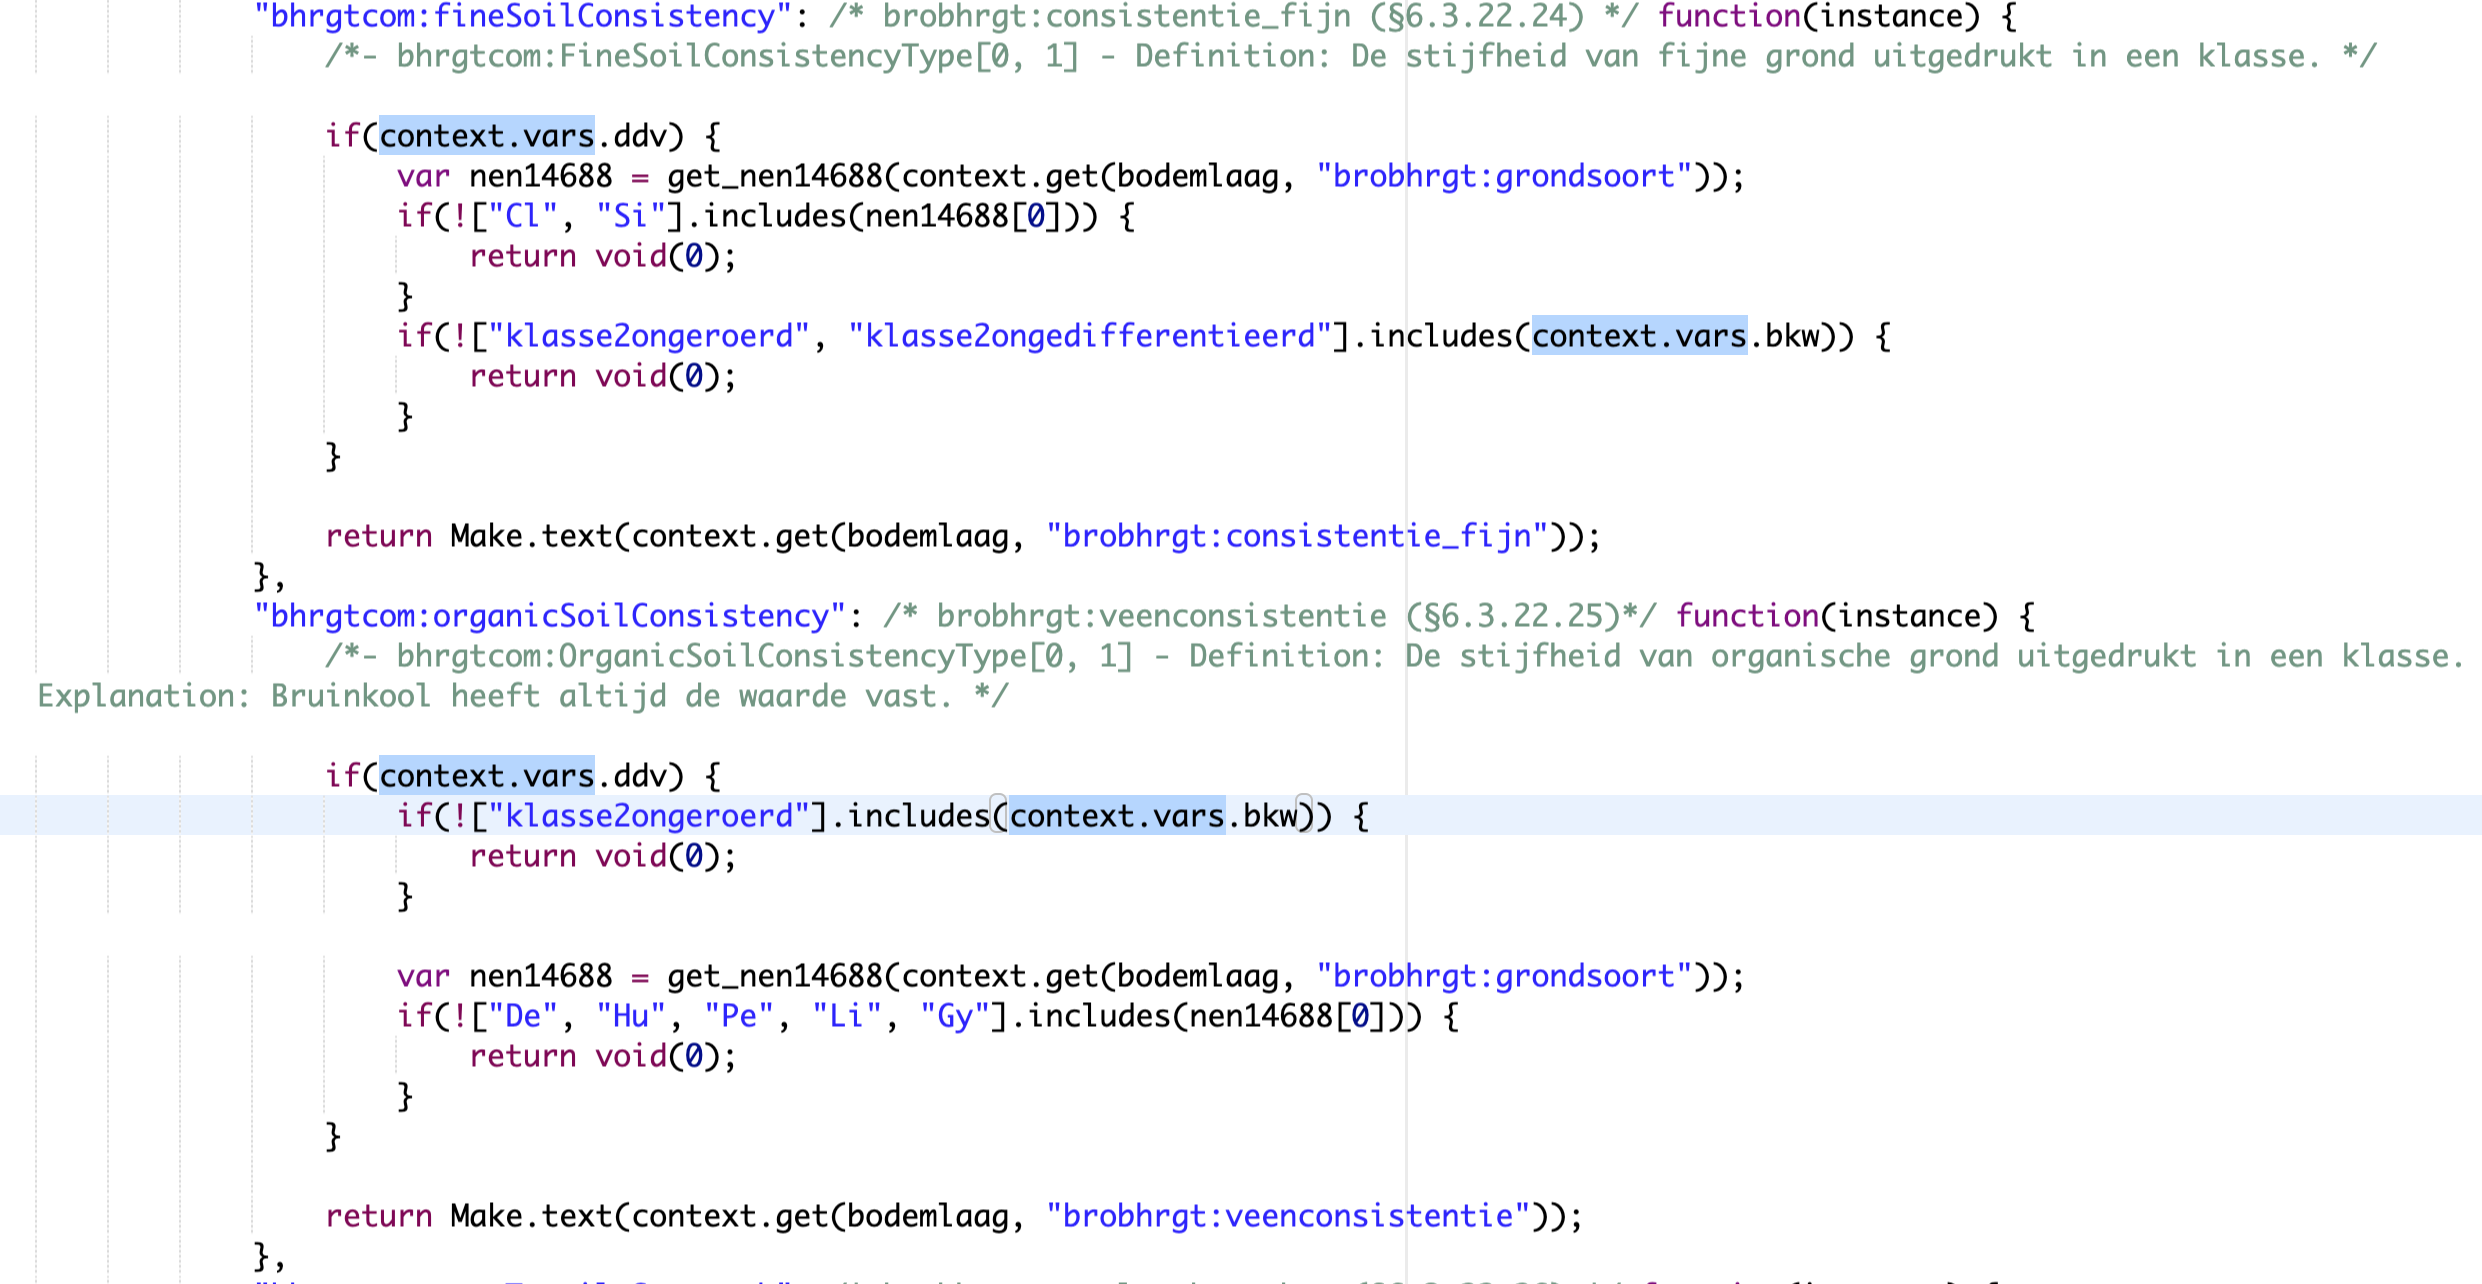 "bhrgtcom:fineSoilConsistency": /* brobhrgt:consistentie_fijn (§6.3.22.24) */ function(instance) {
/*- bhrgtcom:FineSoilConsistencyType[0, 1] - Definition: De stijfheid van fijne grond uitgedrukt in een klasse. */
if(context.vars.ddv) {
var nen14688 = get_nen14688(context.get(bodemlaag, "brobhrgt:grondsoort"));
if(!["Cl", "Si"].includes(nen14688[0])) {
return void(0);
}
if(!["klasse2ongeroerd", "klasse2ongedifferentieerd"].includes(context.vars.bkw)) {
return void(0);
}
}
return Make.text(context.get(bodemlaag, "brobhrgt:consistentie_fijn"));
},
"bhrgtcom:organicSoilConsistency": /* brobhrgt:veenconsistentie (§6.3.22.25)*/ function(instance) {
/*- bhrgtcom:OrganicSoilConsistencyType[0, 1] - Definition: De stijfheid van organische grond uitgedrukt in een klasse.
Explanation: Bruinkool heeft altijd de waarde vast. */
if(context.vars.ddv) {
if(!["klasse2ongeroerd"].includes(context.vars.bkw)) {
return void(0);
}
var nen14688 = get_nen14688(context.get(bodemlaag, "brobhrgt:grondsoort"));
if(!["De", "Hu", "Pe", "Li", "Gy"].includes(nen14688[0])) {
return void(0);
}
}
return Make.text(context.get(bodemlaag, "brobhrgt:veenconsistentie"));
},